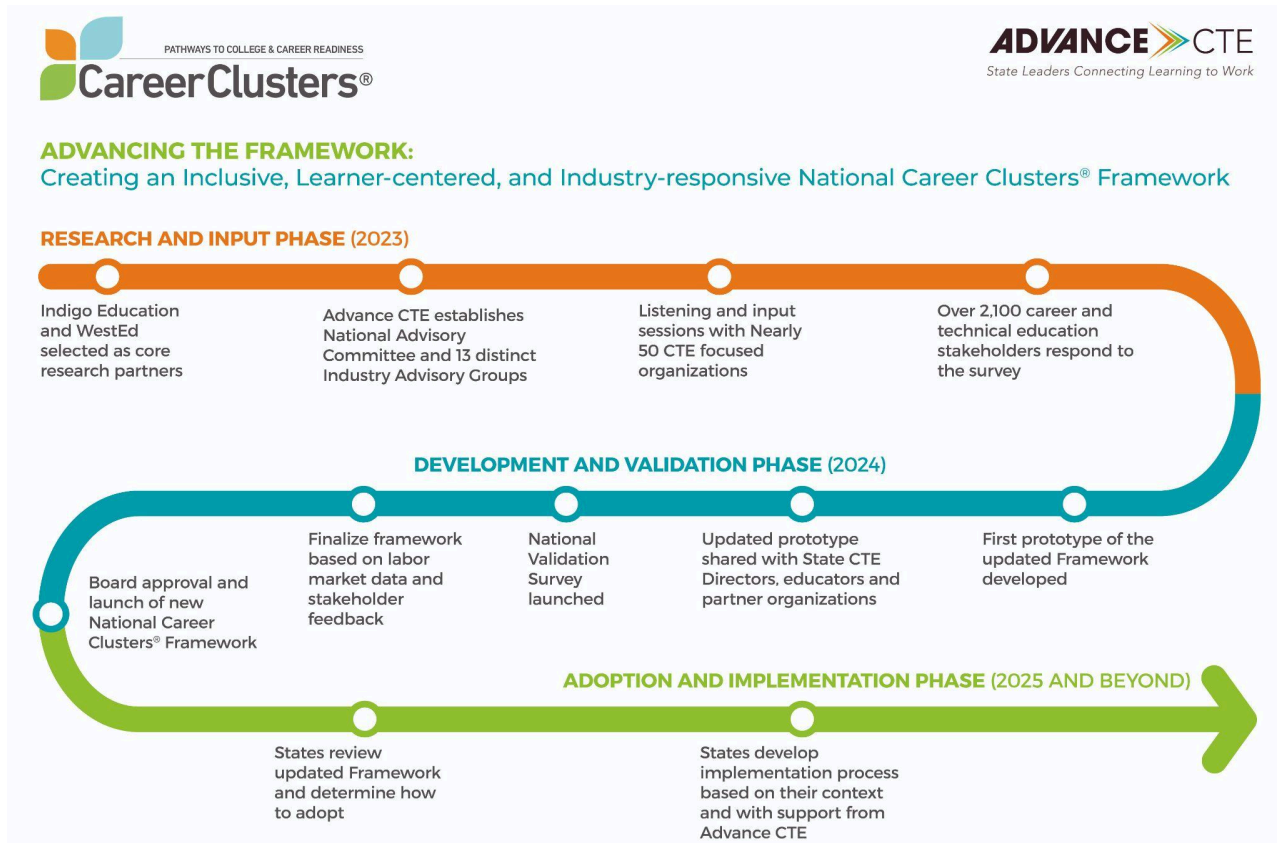 PATHWAYS TO COLLEGE & CAREER READINESS
CareerClusters®
ADVANCE CTE
State Leaders Connecting Learning to Work
ADVANCING THE FRAMEWORK:
Creating an Inclusive, Learner-centered, and Industry-responsive National Career Clusters® Framework
RESEARCH AND INPUT PHASE (2023)
Indigo Education
and WestEd
selected as core
research partners
Advance CTE establishes
National Advisory
Committee and 13 distinct
Industry Advisory Groups
Listening and input
sessions with Nearly
50 CTE focused
organizations
Over 2,100 career and
technical education
stakeholders respond to
the survey
DEVELOPMENT AND VALIDATION PHASE (2024)
First prototype of the
updated Framework
developed
Updated prototype
shared with State CTE
Directors, educators and
partner organizations
National
Validation
Survey
launched
Finalize framework
based on labor
market data and
stakeholder
feedback
Board approval and
launch of new
National Career
Clusters® Framework
ADOPTION AND IMPLEMENTATION PHASE (2025 AND BEYOND)
States review
updated Framework
and determine how
to adopt
States develop
implementation process
based on their context
and with support from
Advance CTE